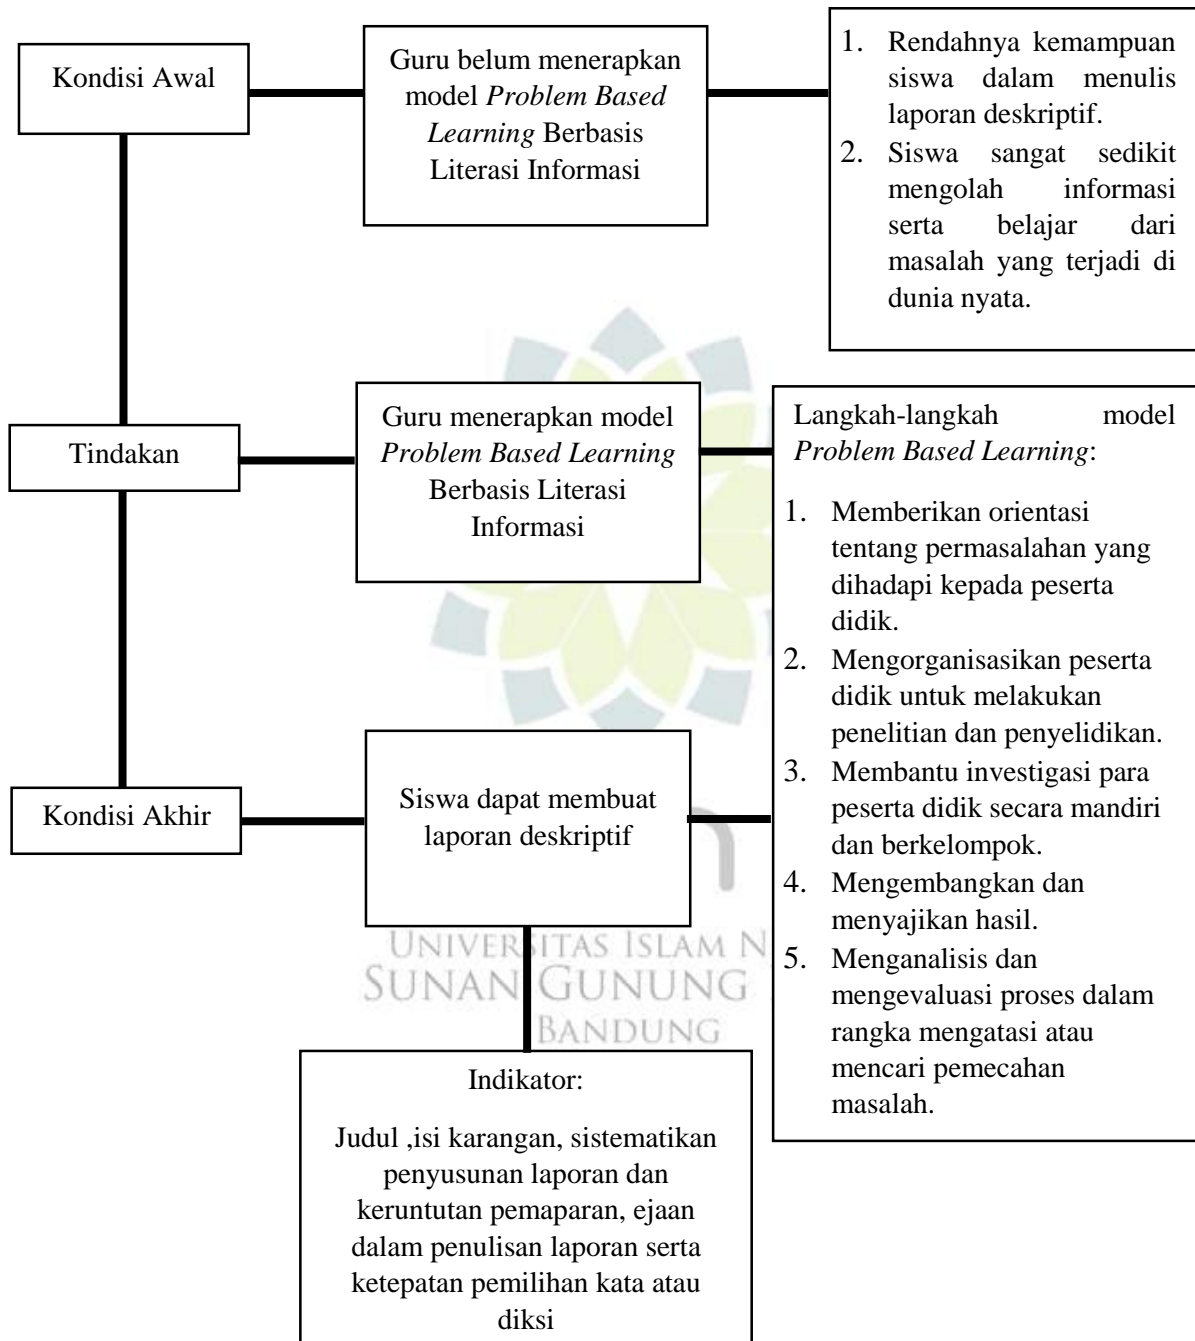 Kondisi Awal
Guru belum menerapkan
model Problem Based
Learning Berbasis
Literasi Informasi
1. Rendahnya kemampuan
siswa dalam menulis
laporan deskriptif.
2. Siswa sangat sedikit
mengolah informasi
serta belajar dari
masalah yang terjadi di
dunia nyata.
Tindakan
Guru menerapkan model
Problem Based Learning
Berbasis Literasi
Informasi
Langkah-langkah model
Problem Based Learning:
1. Memberikan orientasi
tentang permasalahan yang
dihadapi kepada peserta
didik.
2. Mengorganisasikan peserta
didik untuk melakukan
penelitian dan penyelidikan.
3. Membantu investigasi para
peserta didik secara mandiri
dan berkelompok.
4. Mengembangkan dan
menyajikan hasil.
5. Menganalisis dan
mengevaluasi proses dalam
rangka mengatasi atau
mencari pemecahan
masalah.
Kondisi Akhir
Siswa dapat membuat
laporan deskriptif
UNIVERSITAS ISLAM N
SUNAN GUNUNG
BANDUNG
Indikator:
Judul ,isi karangan, sistematikan
penyusunan laporan dan
keruntutan pemaparan, ejaan
dalam penulisan laporan serta
ketepatan pemilihan kata atau
diksi